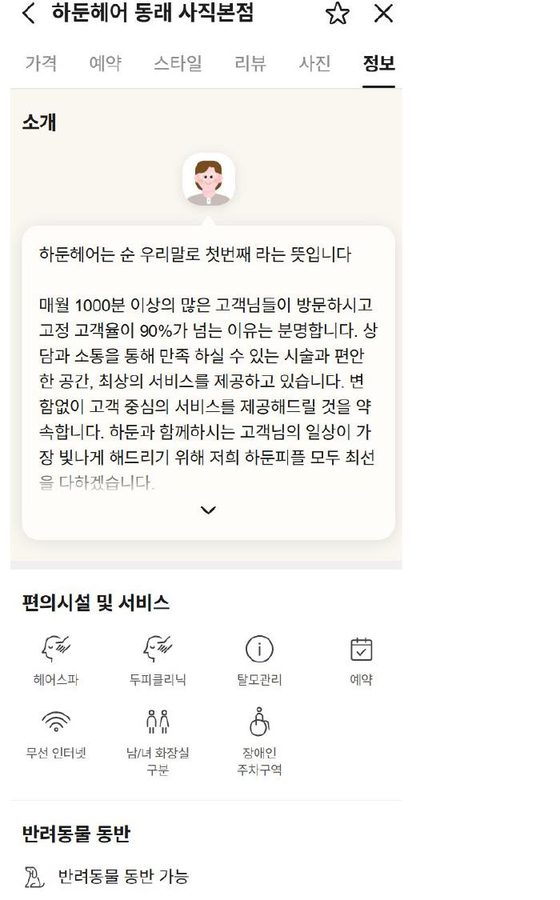 하둔헤어 동래 사직본점
가격 예약 스타일 리뷰 사진 정보
소개
하둔헤어는 순 우리말로 첫번째 라는 뜻입니다
매월 1000분 이상의 많은 고객님들이 방문하시고
고정 고객율이 90%가 넘는 이유는 분명합니다. 상
담과 소통을 통해 만족 하실 수 있는 시술과 편안
한 공간, 최상의 서비스를 제공하고 있습니다. 변
함없이 고객 중심의 서비스를 제공해드릴 것을 약
속합니다. 하둔과 함께하시는 고객님의 일상이 가
장 빛나게 해드리기 위해 저희 하둔피플 모두 최선
을 다하겠습니다.
편의시설 및 서비스
헤어스파 두피클리닉 탈모관리 예약
무선 인터넷 남/녀 화장실 장애인
구분 주차구역
반려동물 동반
반려동물 동반 가능